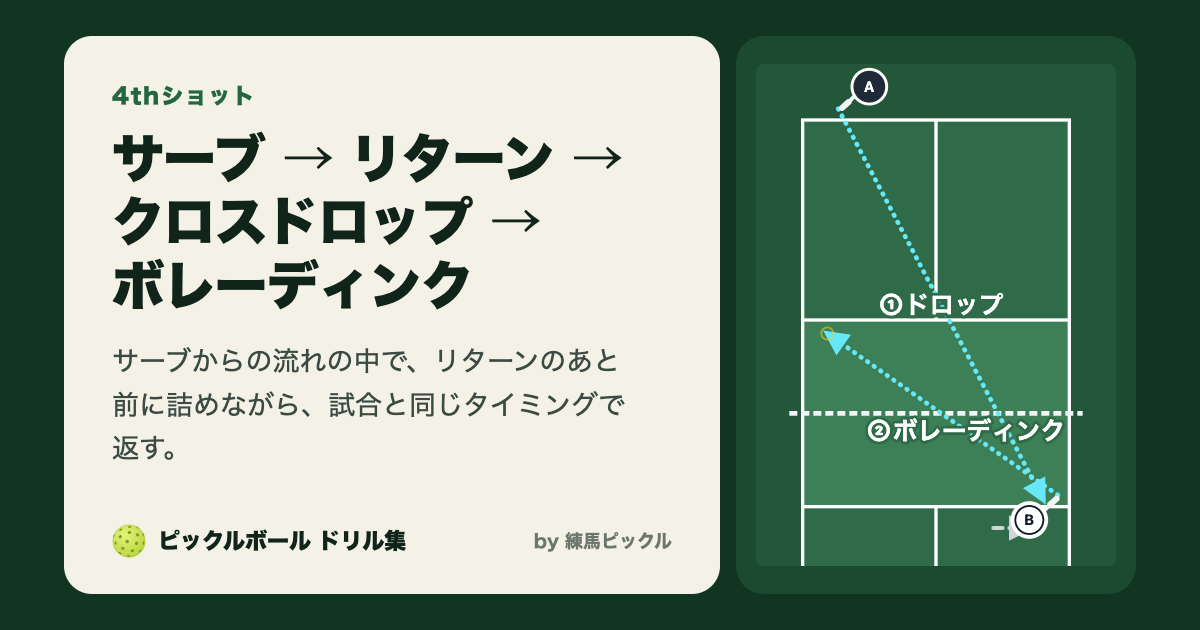 4thショット
サーブ → リターン →
クロスドロップ →
ボレーディンク
サーブからの流れの中で、リターンのあと
前に詰めながら、試合と同じタイミングで
返す。
ピックルボール ドリル集
by 練馬ピックル
A
①ドロップ
②ボレーディンク
B